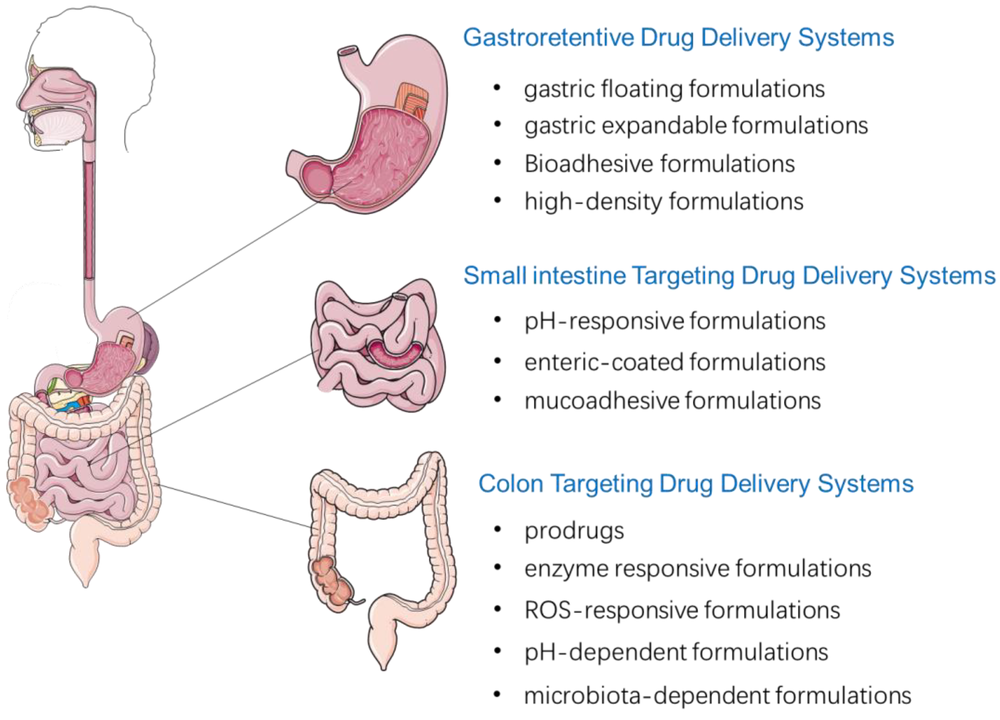 Gastroretentive Drug Delivery Systems
• gastric floating formulations
• gastric expandable formulations
• Bioadhesive formulations
• high-density formulations
Small intestine Targeting Drug Delivery Systems
• pH-responsive formulations
• enteric-coated formulations
• mucoadhesive formulations
Colon Targeting Drug Delivery Systems
• prodrugs
• enzyme responsive formulations
• ROS-responsive formulations
• pH-dependent formulations
• microbiota-dependent formulations